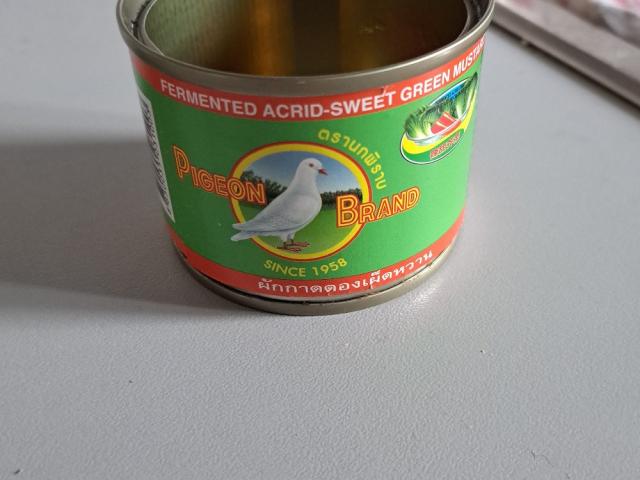 FERMENTED ACRID-SWEET GREEN MUSTAR
ตรานกพิราบ
PIGEON
BRAND
SINCE 1958
ผักกาดดองเผ็ดหวาน